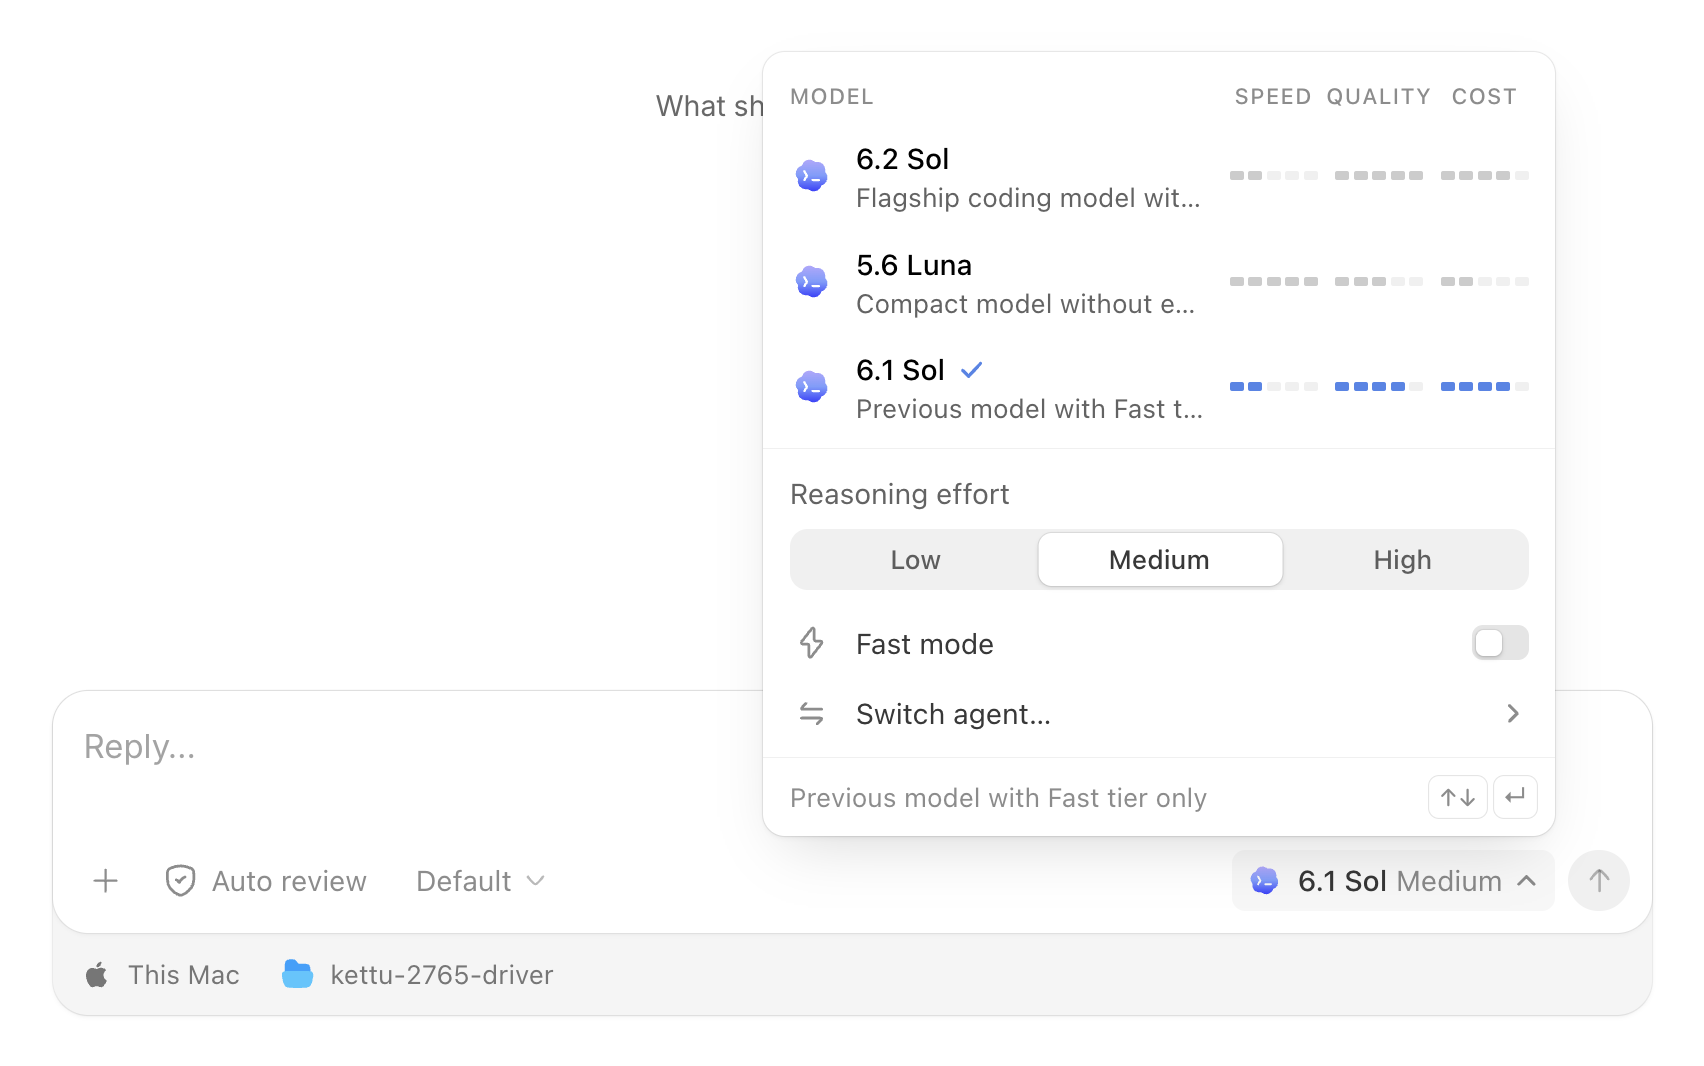 What sh
MODEL SPEED QUALITY COST
6.2 Sol
Flagship coding model wit...
5.6 Luna
Compact model without e...
6.1 Sol
Previous model with Fast t...
Reasoning effort
Low Medium High
Fast mode
Switch agent...
Previous model with Fast tier only
Reply...
Auto review Default 6.1 Sol Medium
This Mac kettu-2765-driver